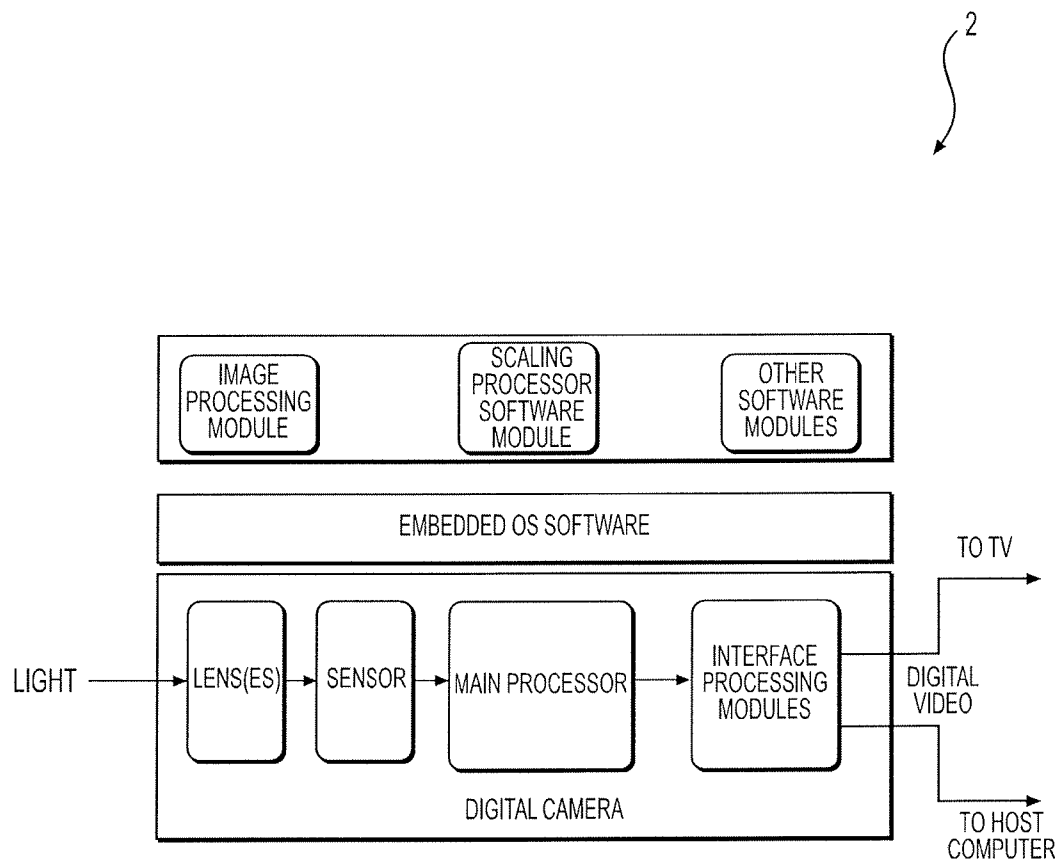 2
IMAGE
PROCESSING
MODULE
SCALING
PROCESSOR
SOFTWARE
MODULE
OTHER
SOFTWARE
MODULES
EMBEDDED OS SOFTWARE
TO TV
LIGHT
LENS(ES)
SENSOR
MAIN PROCESSOR
INTERFACE
PROCESSING
MODULES
DIGITAL
VIDEO
DIGITAL CAMERA
TO HOST
COMPUTER